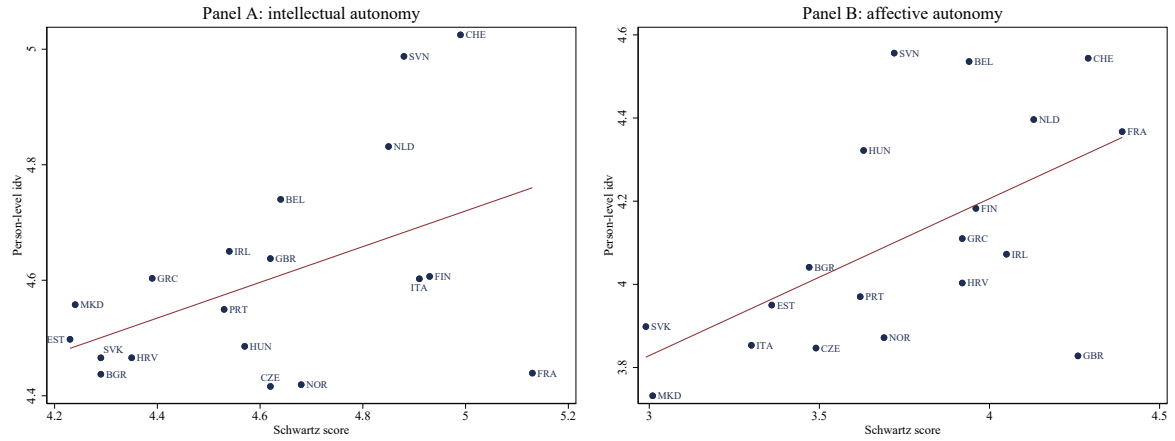 Panel A: intellectual autonomy
Person-level idv
5
4.8
4.6
4.4
CHE
SVN
NLD
BEL
IRL
GBR
GRC
FIN
ITA
MKD
PRT
EST
HUN
SVK
HRV
BGR
CZE
NOR
FRA
4.2
4.4
4.6
4.8
5
5.2
Schwartz score
Panel B: affective autonomy
Person-level idv
4.6
4.4
4.2
4
3.8
SVN
BEL
CHE
NLD
FRA
HUN
FIN
GRC
IRL
BGR
HRV
PRT
EST
SVK
NOR
ITA
CZE
GBR
MKD
3
3.5
4
4.5
Schwartz score